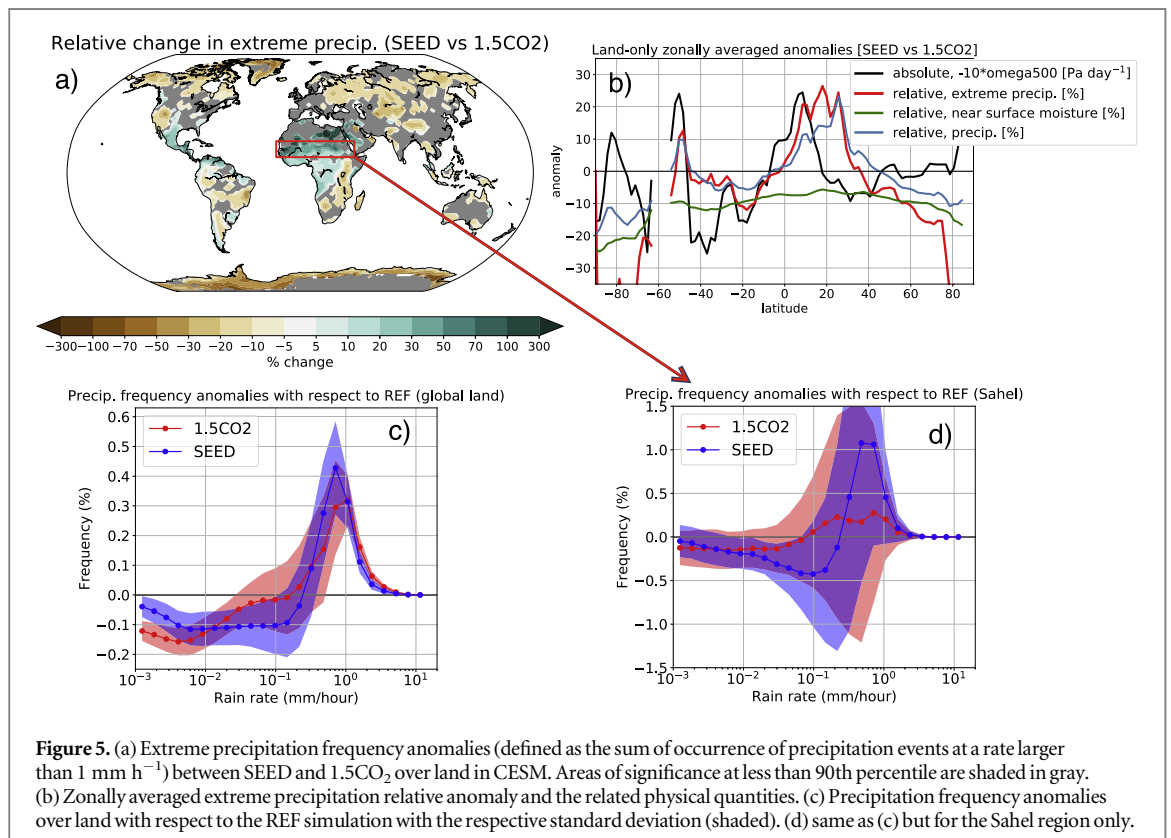 Relative change in extreme precip. (SEED vs 1.5CO2)
a)
−300 −100 −70 −50 −30 −20 −10 −5 5 10 20 30 50 70 100 300
% change
Land-only zonally averaged anomalies [SEED vs 1.5CO2]
b)
absolute, -10*omega500 [Pa day⁻¹]
relative, extreme precip. [%]
relative, near surface moisture [%]
relative, precip. [%]
anomaly
30
20
10
0
−10
−20
−30
−80 −60 −40 −20 0 20 40 60 80
latitude
Precip. frequency anomalies with respect to REF (global land)
c)
1.5CO2
SEED
Frequency (%)
0.6
0.5
0.4
0.3
0.2
0.1
0.0
−0.1
−0.2
10⁻³ 10⁻² 10⁻¹ 10⁰ 10¹
Rain rate (mm/hour)
Precip. frequency anomalies with respect to REF (Sahel)
d)
1.5CO2
SEED
Frequency (%)
1.5
1.0
0.5
0.0
−0.5
−1.0
−1.5
10⁻³ 10⁻² 10⁻¹ 10⁰ 10¹
Rain rate (mm/hour)
Figure 5. (a) Extreme precipitation frequency anomalies (defined as the sum of occurrence of precipitation events at a rate larger
than 1 mm h⁻¹) between SEED and 1.5CO₂ over land in CESM. Areas of significance at less than 90th percentile are shaded in gray.
(b) Zonally averaged extreme precipitation relative anomaly and the related physical quantities. (c) Precipitation frequency anomalies
over land with respect to the REF simulation with the respective standard deviation (shaded). (d) same as (c) but for the Sahel region only.